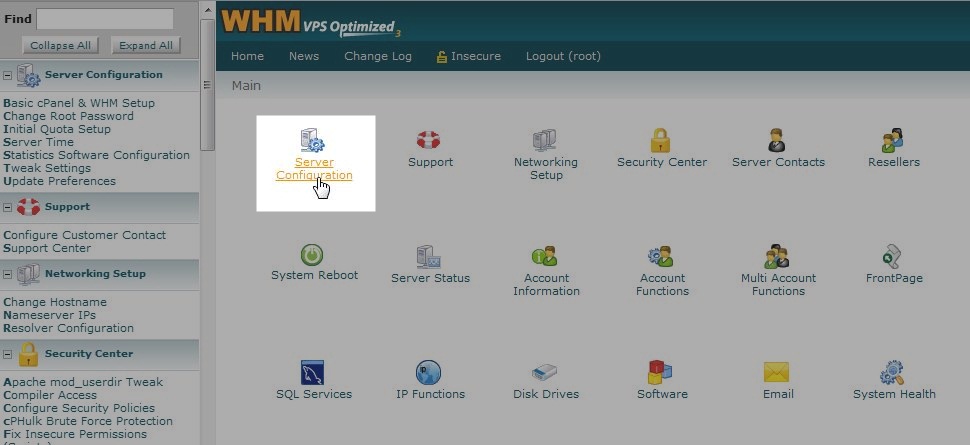 Find
Collapse All
Expand All
Server Configuration
Basic cPanel & WHM Setup
Change Root Password
Initial Quota Setup
Server Time
Statistics Software Configuration
Tweak Settings
Update Preferences
Support
Configure Customer Contact
Support Center
Networking Setup
Change Hostname
Nameserver IPs
Resolver Configuration
Security Center
Apache mod_userdir Tweak
Compiler Access
Configure Security Policies
cPHulk Brute Force Protection
Fix Insecure Permissions
(Scripts)
WHM VPS Optimized 3
Home News Change Log Insecure Logout (root)
Main
Server
Configuration
Support
Networking
Setup
Security Center
Server Contacts
Resellers
System Reboot
Server Status
Account
Information
Account
Functions
Multi Account
Functions
FrontPage
SQL Services
IP Functions
Disk Drives
Software
Email
System Health